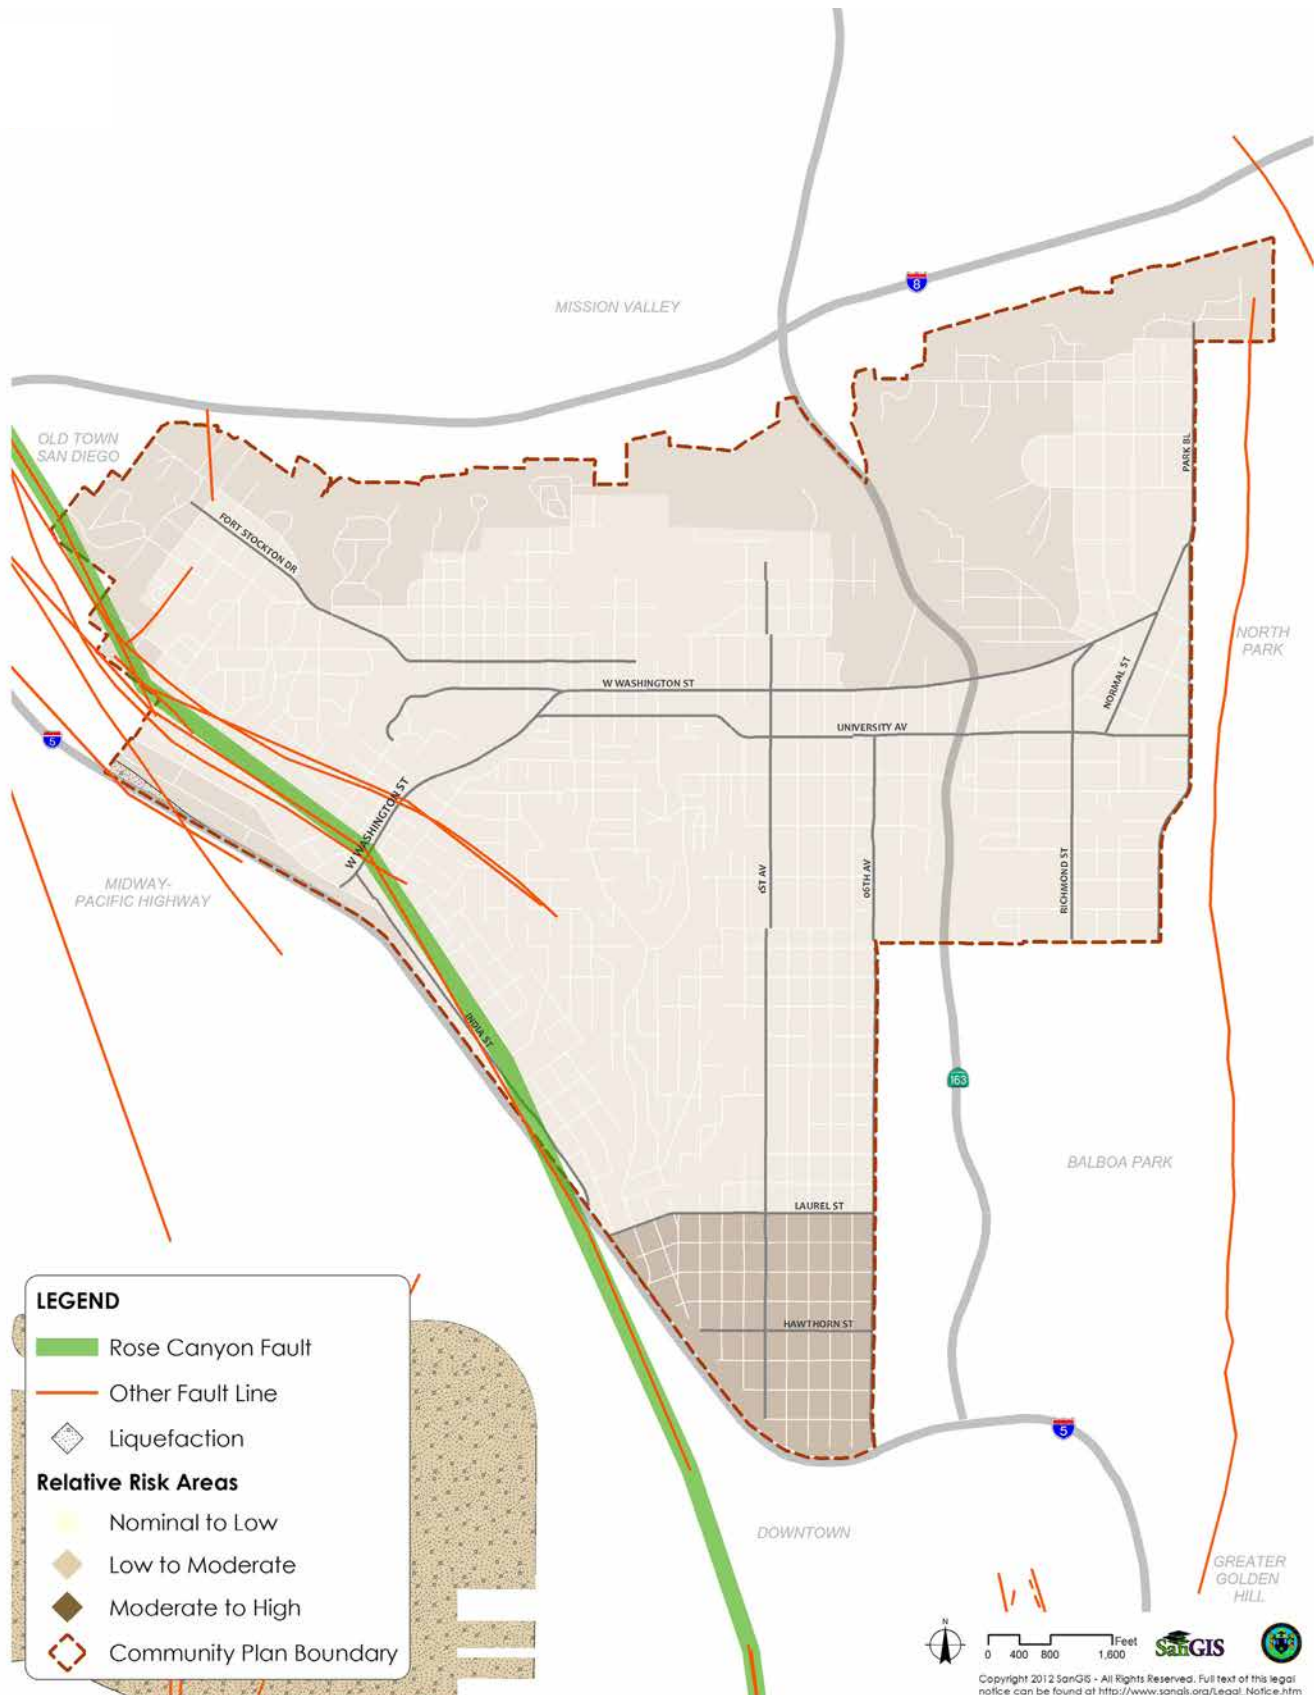 8
MISSION VALLEY
OLD TOWN
SAN DIEGO
PARK BL
FORT STOCKTON DR
NORTH
PARK
W WASHINGTON ST
NORMAL ST
UNIVERSITY AV
5
W WASHINGTON ST
1ST AV
06TH AV
RICHMOND ST
MIDWAY-
PACIFIC HIGHWAY
INDIA ST
163
BALBOA PARK
LAUREL ST
HAWTHORN ST
5
DOWNTOWN
GREATER
GOLDEN
HILL
LEGEND
Rose Canyon Fault
Other Fault Line
Liquefaction
Relative Risk Areas
Nominal to Low
Low to Moderate
Moderate to High
Community Plan Boundary
N
Feet
0 400 800 1,600
SanGIS
Copyright 2012 SanGIS - All Rights Reserved. Full text of this legal
notice can be found at http://www.sangis.org/Legal_Notice.htm